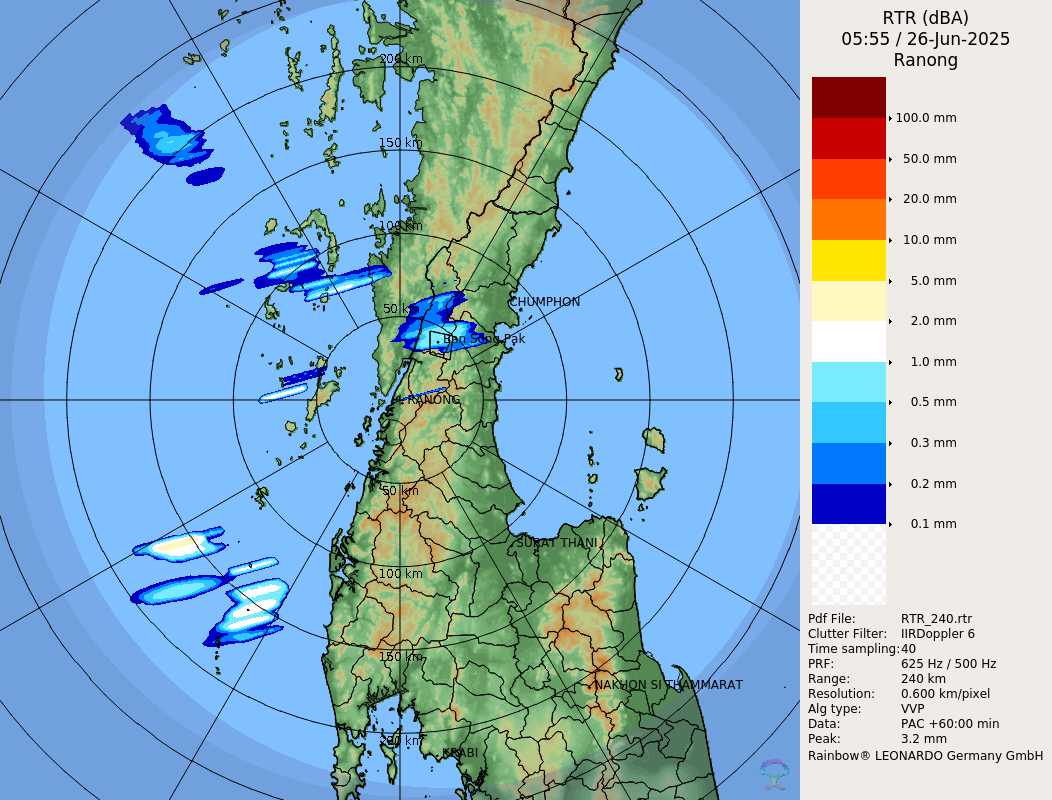 RTR (dBA)
05:55 / 26-Jun-2025
Ranong
100.0 mm
50.0 mm
20.0 mm
10.0 mm
5.0 mm
2.0 mm
1.0 mm
0.5 mm
0.3 mm
0.2 mm
0.1 mm
Pdf File: RTR_240.rtr
Clutter Filter: IIRDoppler 6
Time sampling:40
PRF: 625 Hz / 500 Hz
Range: 240 km
Resolution: 0.600 km/pixel
Alg type: VVP
Data: PAC +60:00 min
Peak: 3.2 mm
Rainbow® LEONARDO Germany GmbH
200 km
150 km
100 km
50 km
CHUMPHON
Ban Song Pak
RANONG
50 km
SURAT THANI
100 km
150 km
NAKHON SI THAMMARAT
200 km
KRABI